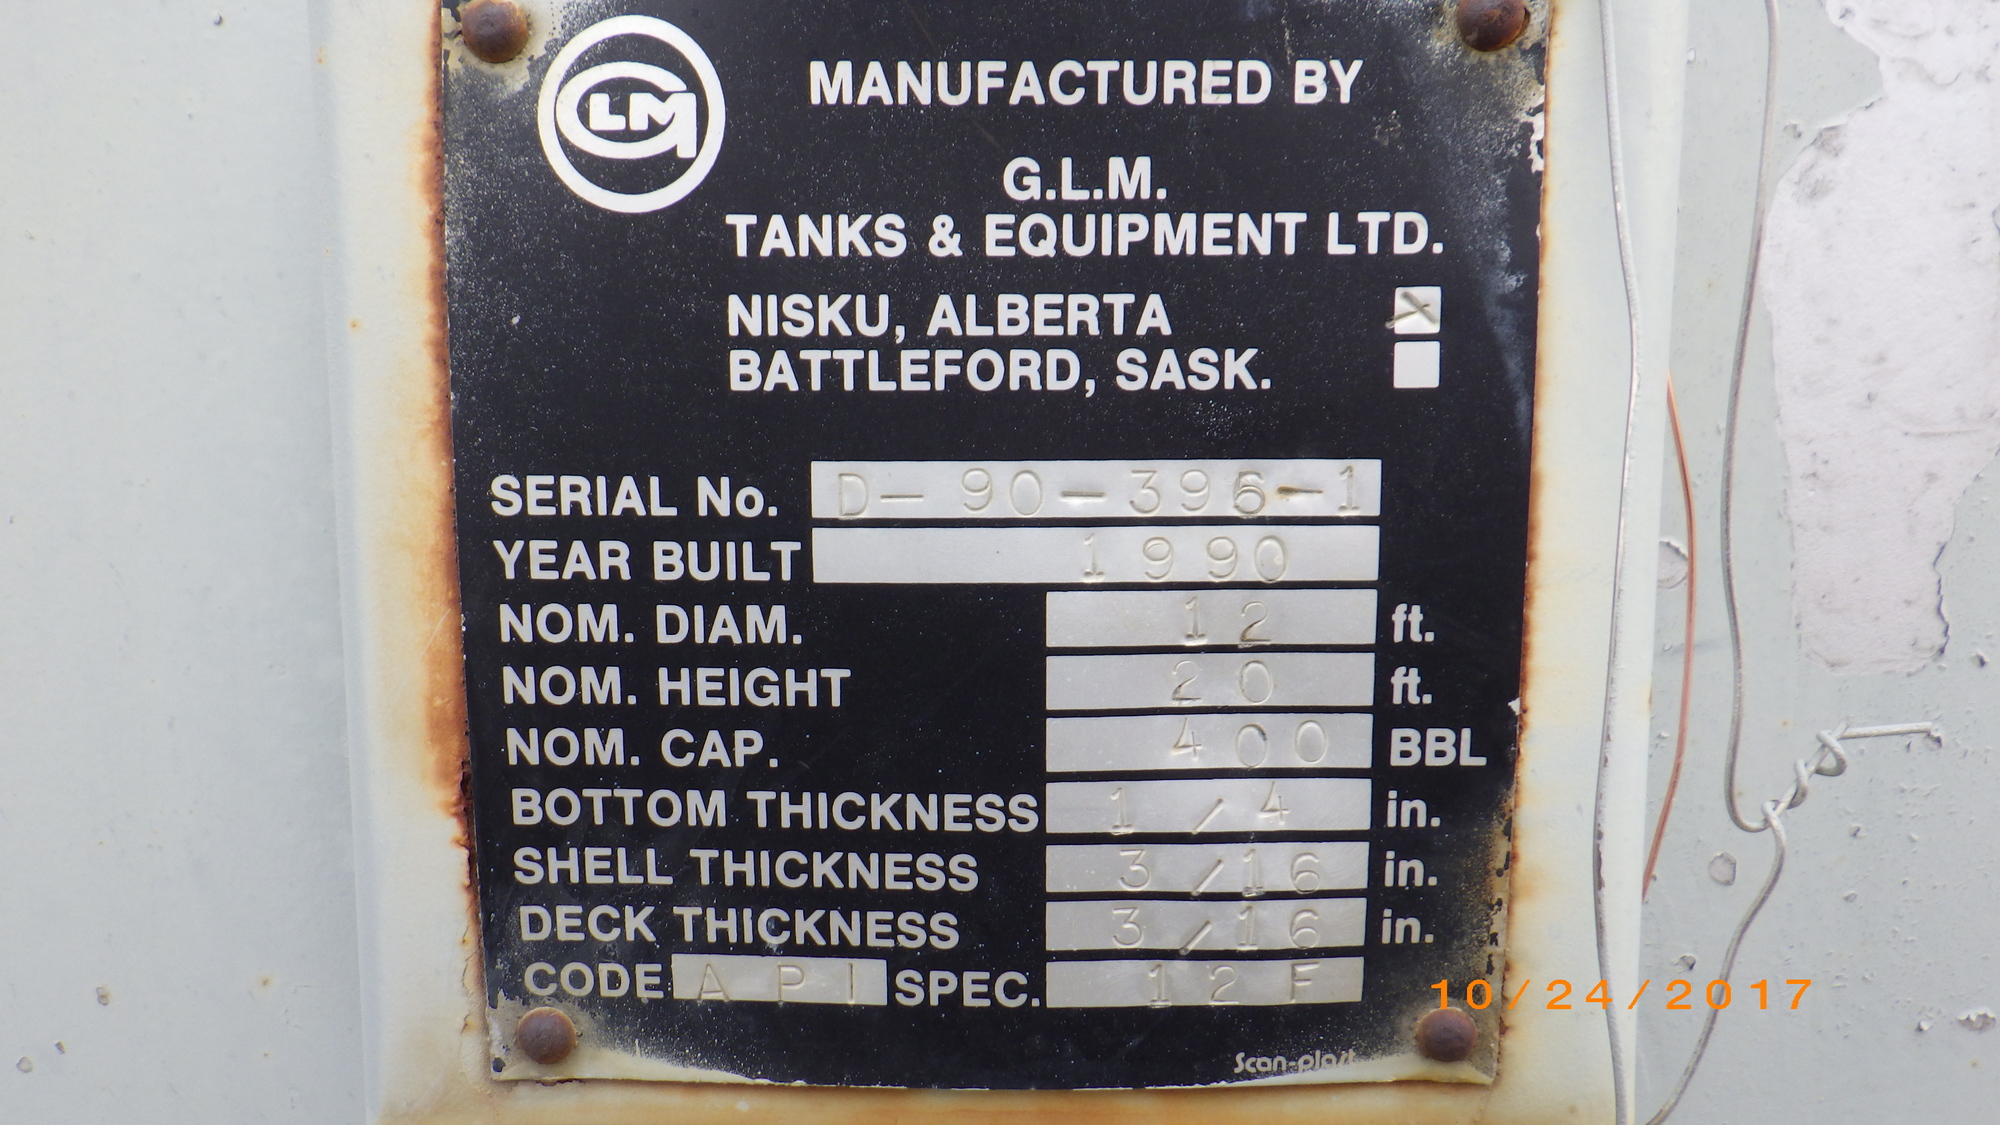 GLM
MANUFACTURED BY
G.L.M.
TANKS & EQUIPMENT LTD.
NISKU, ALBERTA X
BATTLEFORD, SASK.
SERIAL No. D-90-396-1
YEAR BUILT 1990
NOM. DIAM. 12 ft.
NOM. HEIGHT 20 ft.
NOM. CAP. 400 BBL
BOTTOM THICKNESS 1/4 in.
SHELL THICKNESS 3/16 in.
DECK THICKNESS 3/16 in.
CODE API SPEC. 12F
10/24/2017
Scan-plast